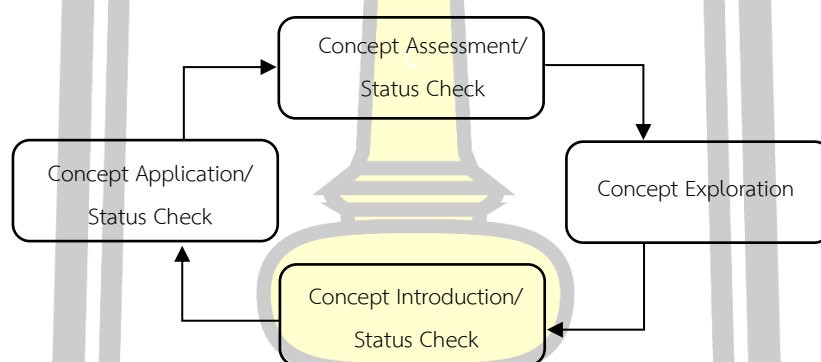 Concept Assessment/
Status Check
Concept Exploration
Concept Introduction/
Status Check
Concept Application/
Status Check